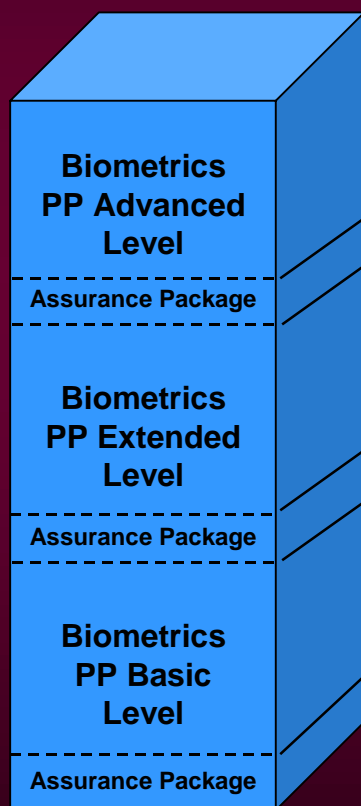 Biometrics
PP Advanced
Level
Assurance Package
Biometrics
PP Extended
Level
Assurance Package
Biometrics
PP Basic
Level
Assurance Package